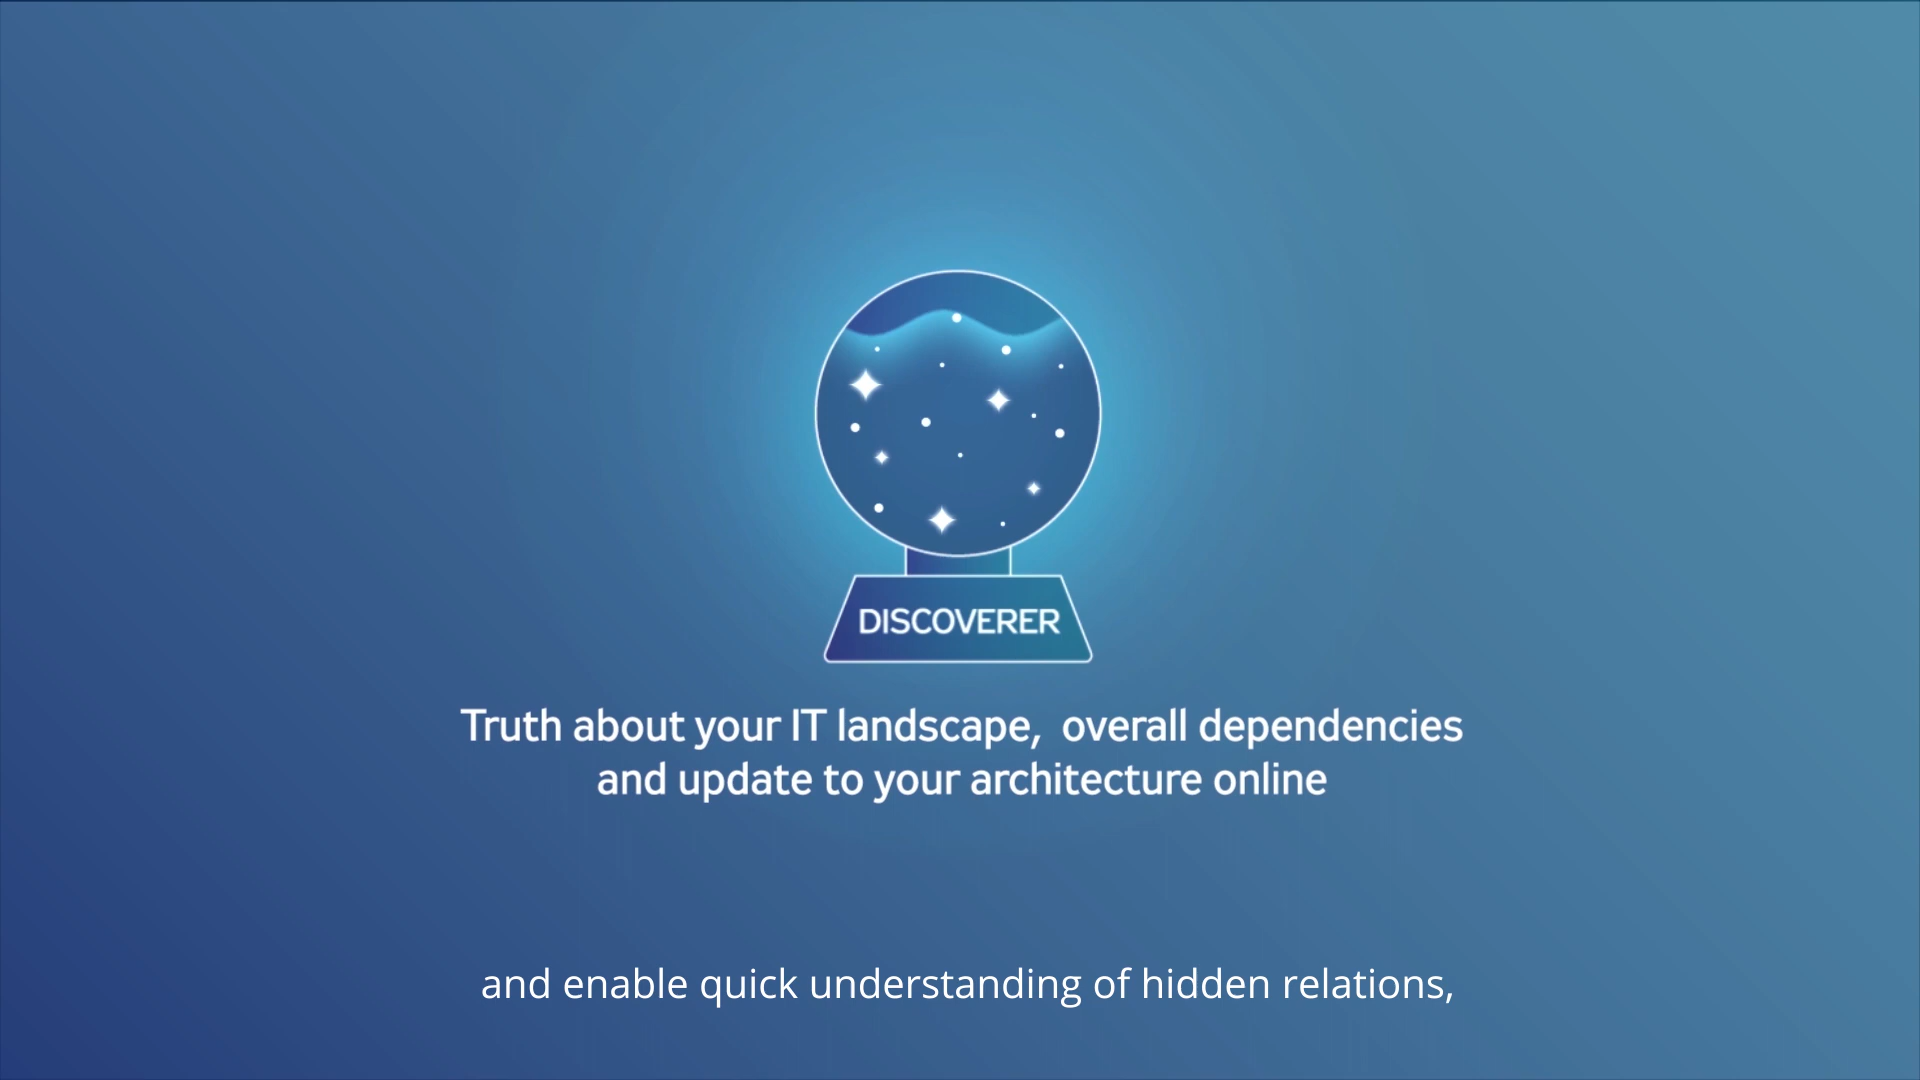 DISCOVERER
Truth about your IT landscape,  overall dependencies
and update to your architecture online
and enable quick understanding of hidden relations,